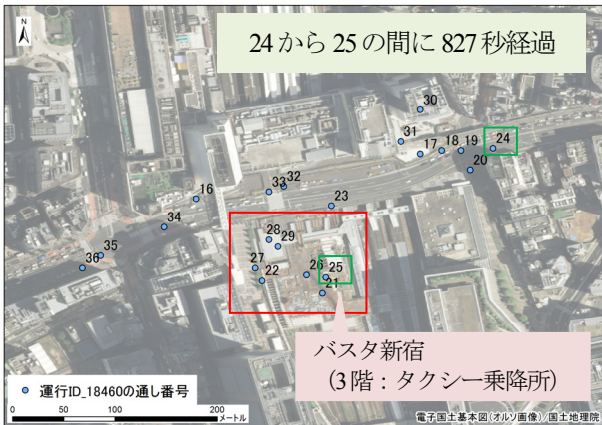 24から25の間に827秒経過
N
30
31
17
18
19
24
20
16
33
32
23
34
28
29
35
36
27
22
26
25
21
バスタ新宿
（3階：タクシー乗降所）
運行ID_18460の通し番号
0 50 100 200
メートル
電子国土基本図(オルソ画像)/国土地理院